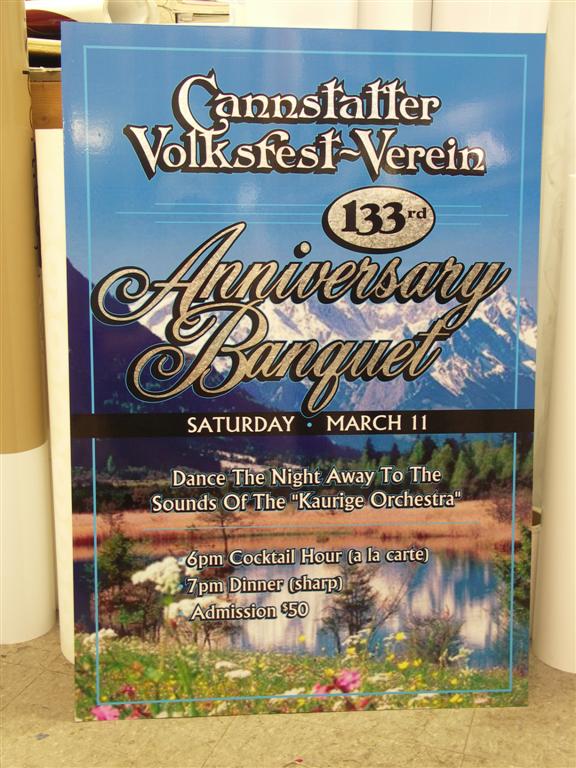 Cannstatter
Volksfest~Verein
133rd
Anniversary
Banquet
SATURDAY · MARCH 11
Dance The Night Away To The
Sounds Of The "Kaurige Orchestra"
6pm Cocktail Hour (a la carte)
7pm Dinner (sharp)
Admission $50